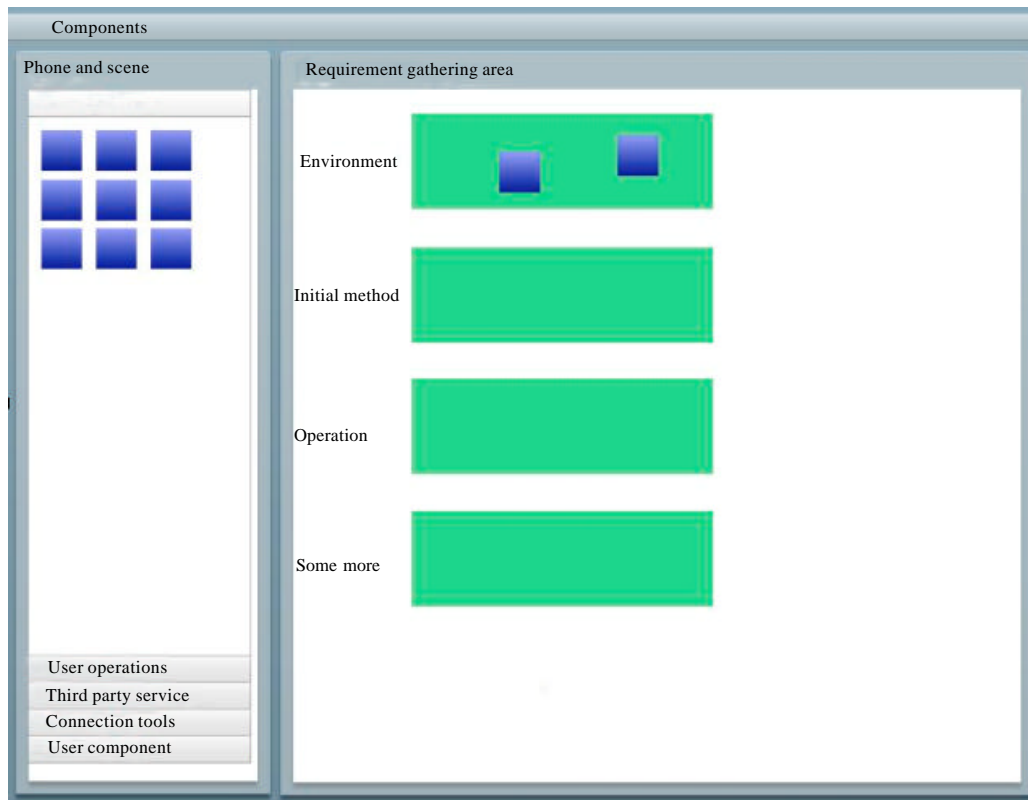 Components
Phone and scene
Requirement gathering area
Environment
Initial method
Operation
Some more
User operations
Third party service
Connection tools
User component